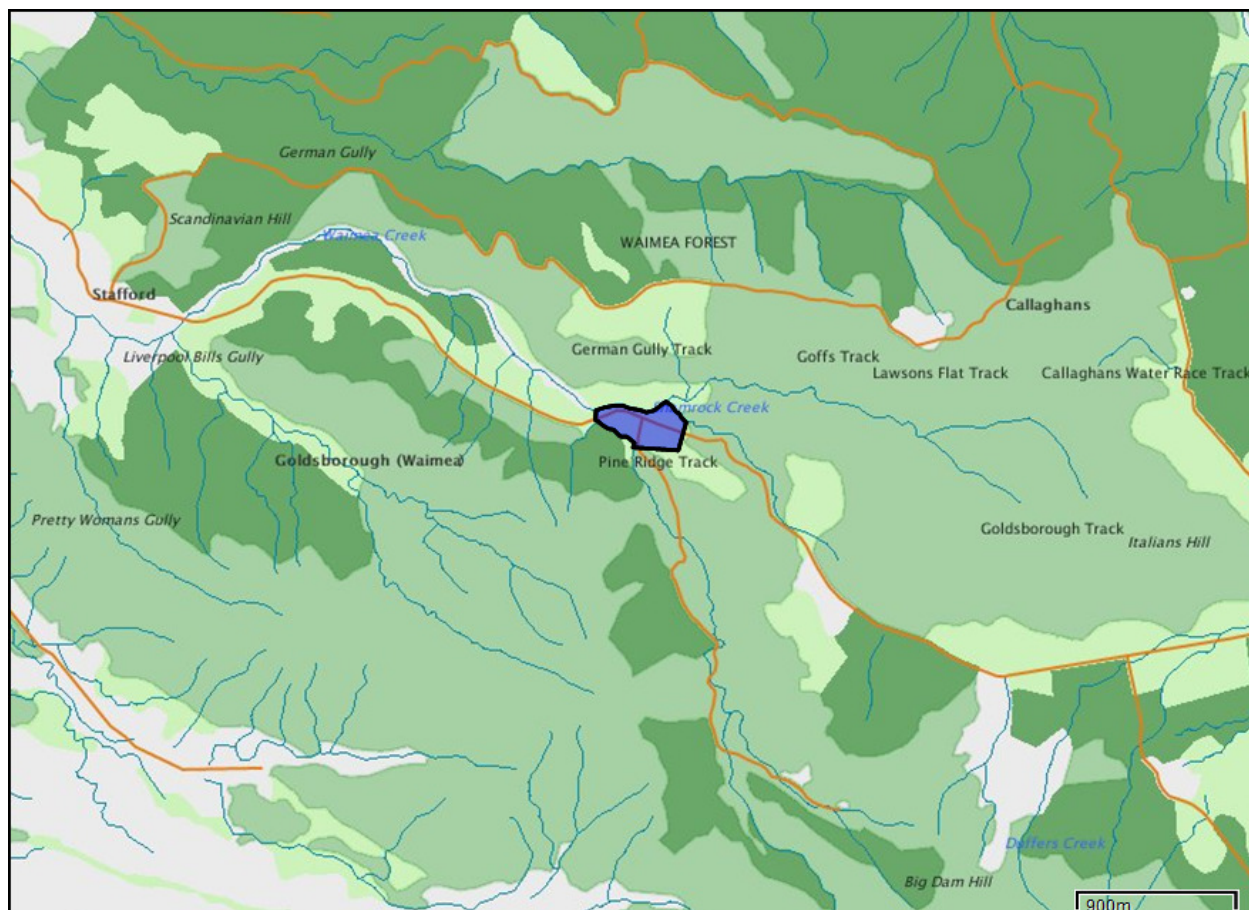 German Gully
Scandinavian Hill
Waimea Creek
WAIMEA FOREST
Stafford
Callaghans
Liverpool Bills Gully
German Gully Track
Goffs Track
Lawsons Flat Track
Callaghans Water Race Track
Shamrock Creek
Goldsborough (Waimea)
Pine Ridge Track
Pretty Womans Gully
Goldsborough Track
Italians Hill
Duffers Creek
Big Dam Hill
900m